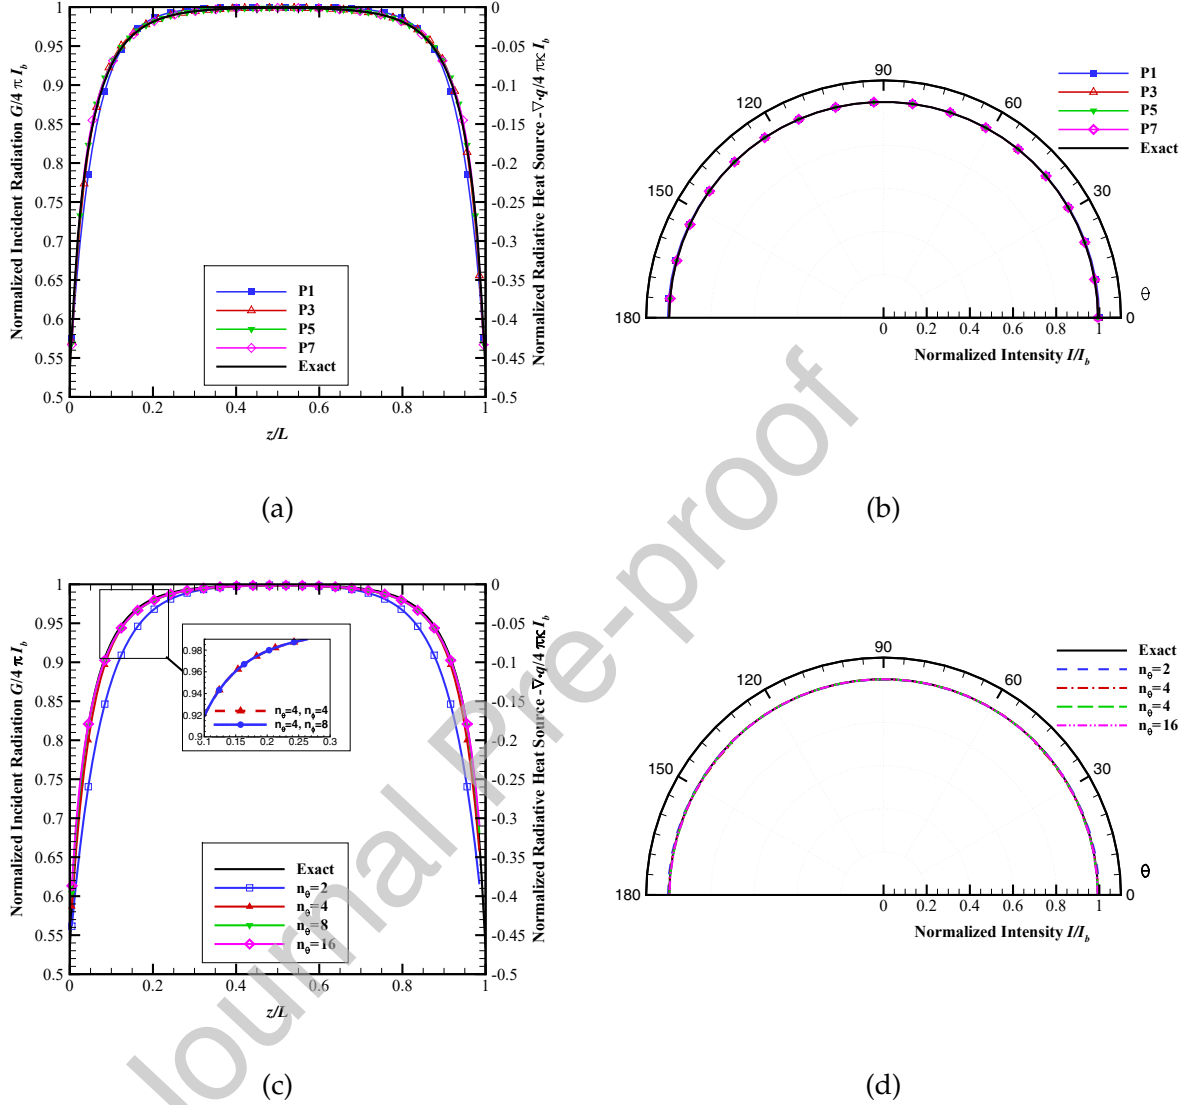 Normalized Incident Radiation G/4 π I_b
1
0.95
0.9
0.85
0.8
0.75
0.7
0.65
0.6
0.55
0.5
0
0.2
0.4
0.6
0.8
1
z/L
0
-0.05
-0.1
-0.15
-0.2
-0.25
-0.3
-0.35
-0.4
-0.45
-0.5
Normalized Radiative Heat Source -∇·q/4 πκ I_b
P1
P3
P5
P7
Exact
(a)
90
120
60
150
30
180
0
θ
0
0.2
0.4
0.6
0.8
1
Normalized Intensity I/I_b
P1
P3
P5
P7
Exact
(b)
Normalized Incident Radiation G/4 π I_b
1
0.95
0.9
0.85
0.8
0.75
0.7
0.65
0.6
0.55
0.5
0
0.2
0.4
0.6
0.8
1
z/L
0
-0.05
-0.1
-0.15
-0.2
-0.25
-0.3
-0.35
-0.4
-0.45
-0.5
Normalized Radiative Heat Source -∇·q/4 πκ I_b
0.98
0.96
0.94
0.92
0.9
0.1
0.15
0.2
0.25
0.3
n_θ=4, n_ϕ=4
n_θ=4, n_ϕ=8
Exact
n_θ=2
n_θ=4
n_θ=8
n_θ=16
(c)
90
120
60
150
30
180
0
θ
0
0.2
0.4
0.6
0.8
1
Normalized Intensity I/I_b
Exact
n_θ=2
n_θ=4
n_θ=4
n_θ=16
(d)
Journal Pre-proof